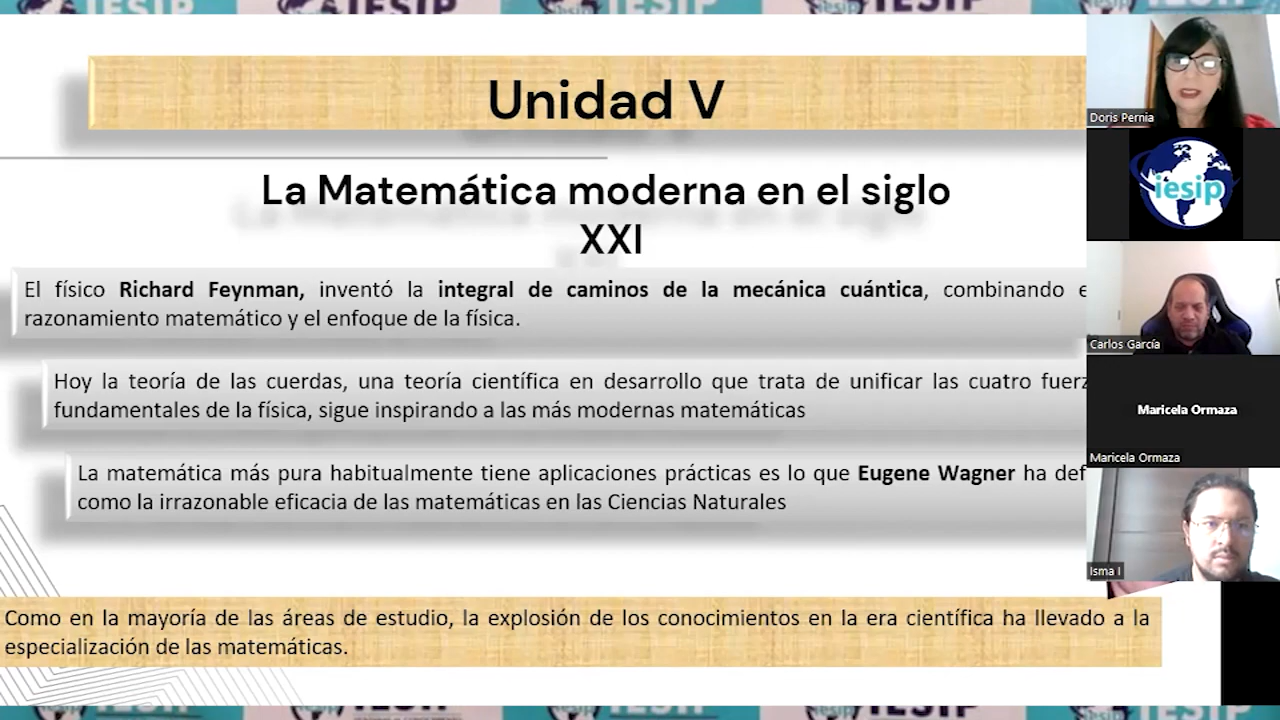 IESIP
IESIP
Unidad V
La Matemática moderna en el siglo
XXI
El físico Richard Feynman, inventó la integral de caminos de la mecánica cuántica, combinando e
razonamiento matemático y el enfoque de la física.
Hoy la teoría de las cuerdas, una teoría científica en desarrollo que trata de unificar las cuatro fuerz
fundamentales de la física, sigue inspirando a las más modernas matemáticas
La matemática más pura habitualmente tiene aplicaciones prácticas es lo que Eugene Wagner ha def
como la irrazonable eficacia de las matemáticas en las Ciencias Naturales
Como en la mayoría de las áreas de estudio, la explosión de los conocimientos en la era científica ha llevado a la
especialización de las matemáticas.
Doris Pernia
iesip
Carlos García
Maricela Ormaza
Maricela Ormaza
Isma I
IESIP
IESIP